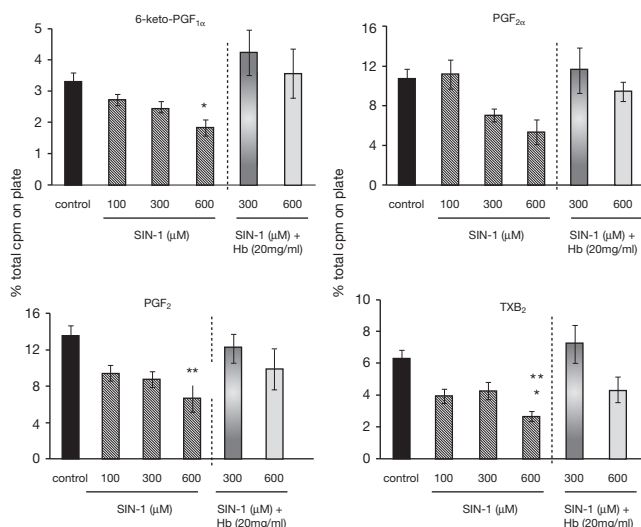 6-keto-PGF1α
% total cpm on plate
5
4
3
2
1
0
*
control 100 300 600 300 600
SIN-1 (µM) SIN-1 (µM) +
Hb (20mg/ml)
PGF2α
% total cpm on plate
16
12
8
4
0
control 100 300 600 300 600
SIN-1 (µM) SIN-1 (µM) +
Hb (20mg/ml)
PGF2
16
12
8
4
0
**
control 100 300 600 300 600
SIN-1 (µM) SIN-1 (µM) +
Hb (20mg/ml)
TXB2
10
8
6
4
2
0
**
*
control 100 300 600 300 600
SIN-1 (µM) SIN-1 (µM) +
Hb (20mg/ml)